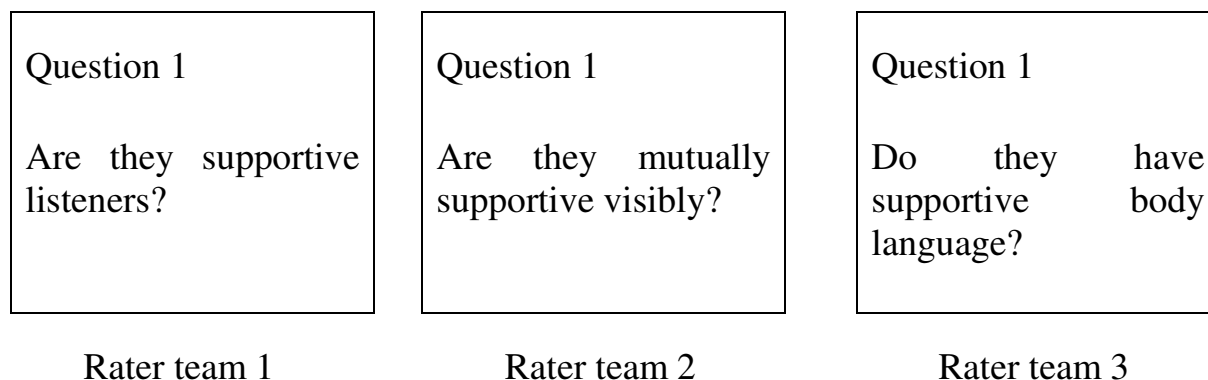 Question 1
Are they supportive
listeners?
Rater team 1
Question 1
Are they mutually
supportive visibly?
Rater team 2
Question 1
Do they have
supportive body
language?
Rater team 3